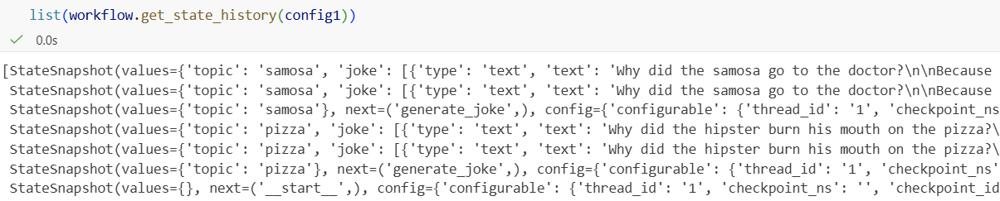 list(workflow.get_state_history(config1))
0.0s
[StateSnapshot(values={'topic': 'samosa', 'joke': [{'type': 'text', 'text': 'Why did the samosa go to the doctor?\n\nBecause
StateSnapshot(values={'topic': 'samosa', 'joke': [{'type': 'text', 'text': 'Why did the samosa go to the doctor?\n\nBecause
StateSnapshot(values={'topic': 'samosa'}, next=('generate_joke',), config={'configurable': {'thread_id': '1', 'checkpoint_ns
StateSnapshot(values={'topic': 'pizza', 'joke': [{'type': 'text', 'text': 'Why did the hipster burn his mouth on the pizza?\
StateSnapshot(values={'topic': 'pizza', 'joke': [{'type': 'text', 'text': 'Why did the hipster burn his mouth on the pizza?\
StateSnapshot(values={'topic': 'pizza'}, next=('generate_joke',), config={'configurable': {'thread_id': '1', 'checkpoint_ns'
StateSnapshot(values={}, next=('__start__',), config={'configurable': {'thread_id': '1', 'checkpoint_ns': '', 'checkpoint_id